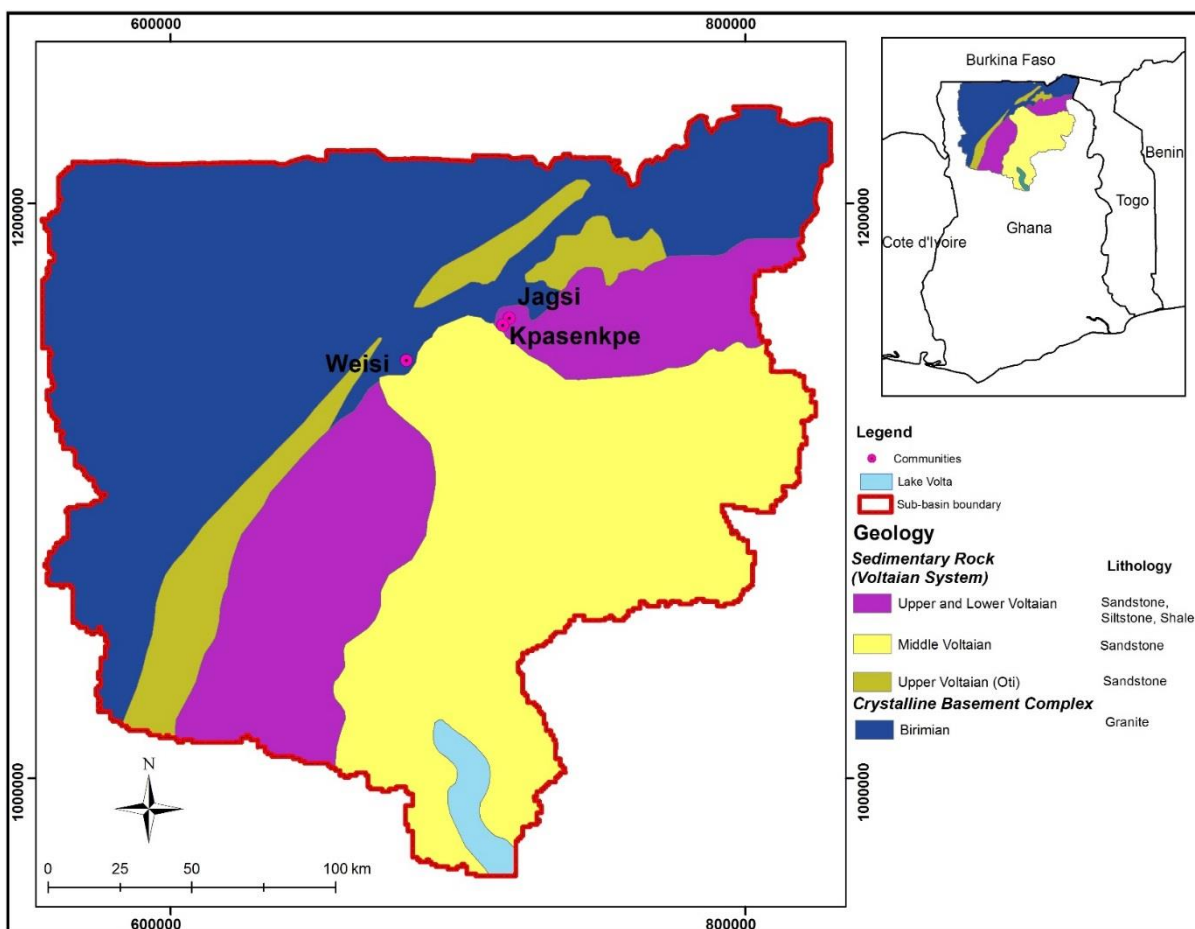 600000
800000
1200000
1200000
1000000
1000000
Jagsi
Kpasenkpe
Weisi
N
0 25 50 100 km
600000
800000
Burkina Faso
Benin
Togo
Ghana
Cote d'Ivoire
Legend
Communities
Lake Volta
Sub-basin boundary
Geology
Sedimentary Rock
(Voltaian System)
Lithology
Upper and Lower Voltaian
Sandstone,
Siltstone, Shale
Middle Voltaian
Sandstone
Upper Voltaian (Oti)
Sandstone
Crystalline Basement Complex
Birimian
Granite